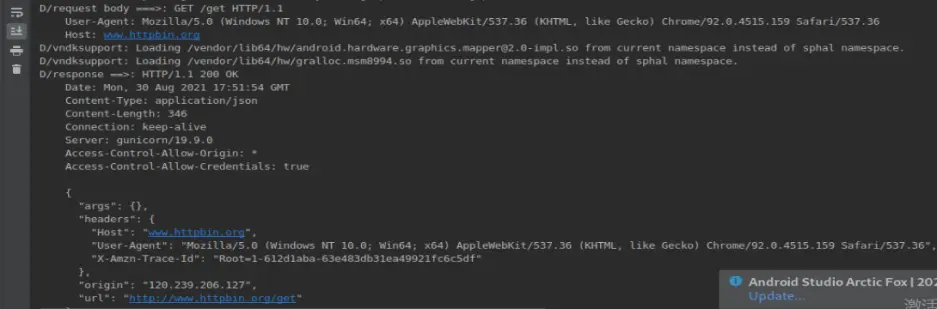 D/request body ===>: GET /get HTTP/1.1
User-Agent: Mozilla/5.0 (Windows NT 10.0; Win64; x64) AppleWebKit/537.36 (KHTML, like Gecko) Chrome/92.0.4515.159 Safari/537.36
Host: www.httpbin.org
D/vndksupport: Loading /vendor/lib64/hw/android.hardware.graphics.mapper@2.0-impl.so from current namespace instead of sphal namespace.
D/vndksupport: Loading /vendor/lib64/hw/gralloc.msm8994.so from current namespace instead of sphal namespace.
D/response ==>: HTTP/1.1 200 OK
Date: Mon, 30 Aug 2021 17:51:54 GMT
Content-Type: application/json
Content-Length: 346
Connection: keep-alive
Server: gunicorn/19.9.0
Access-Control-Allow-Origin: *
Access-Control-Allow-Credentials: true
{
"args": {},
"headers": {
"Host": "www.httpbin.org",
"User-Agent": "Mozilla/5.0 (Windows NT 10.0; Win64; x64) AppleWebKit/537.36 (KHTML, like Gecko) Chrome/92.0.4515.159 Safari/537.36",
"X-Amzn-Trace-Id": "Root=1-612d1aba-63e483db31ea49921fc6c5df"
},
"origin": "120.239.206.127",
"url": "http://www.httpbin.org/get"
Android Studio Arctic Fox | 202
Update...
激活